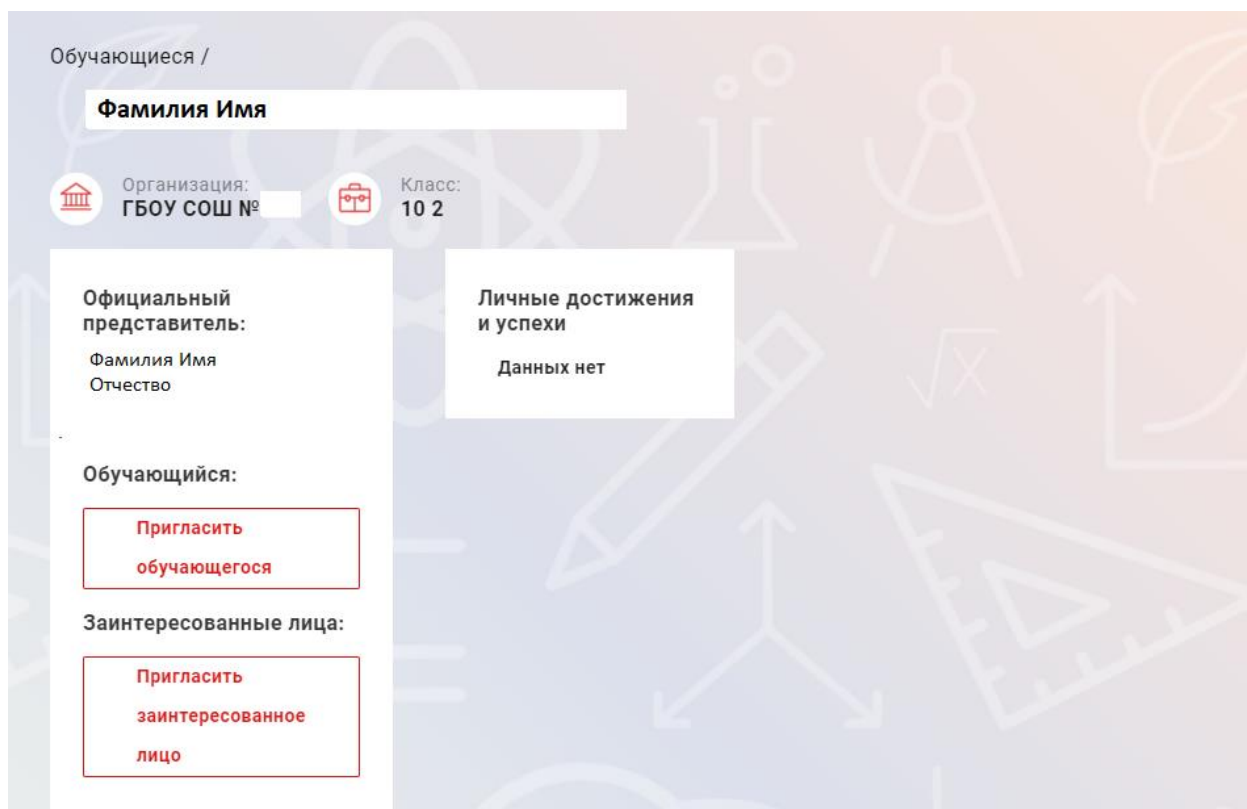 Обучающиеся /
Фамилия Имя
Организация:
ГБОУ СОШ №
Класс:
10 2
Официальный
представитель:
Фамилия Имя
Отчество
.
Обучающийся:
Пригласить
обучающегося
Заинтересованные лица:
Пригласить
заинтересованное
лицо
Личные достижения
и успехи
Данных нет
√x